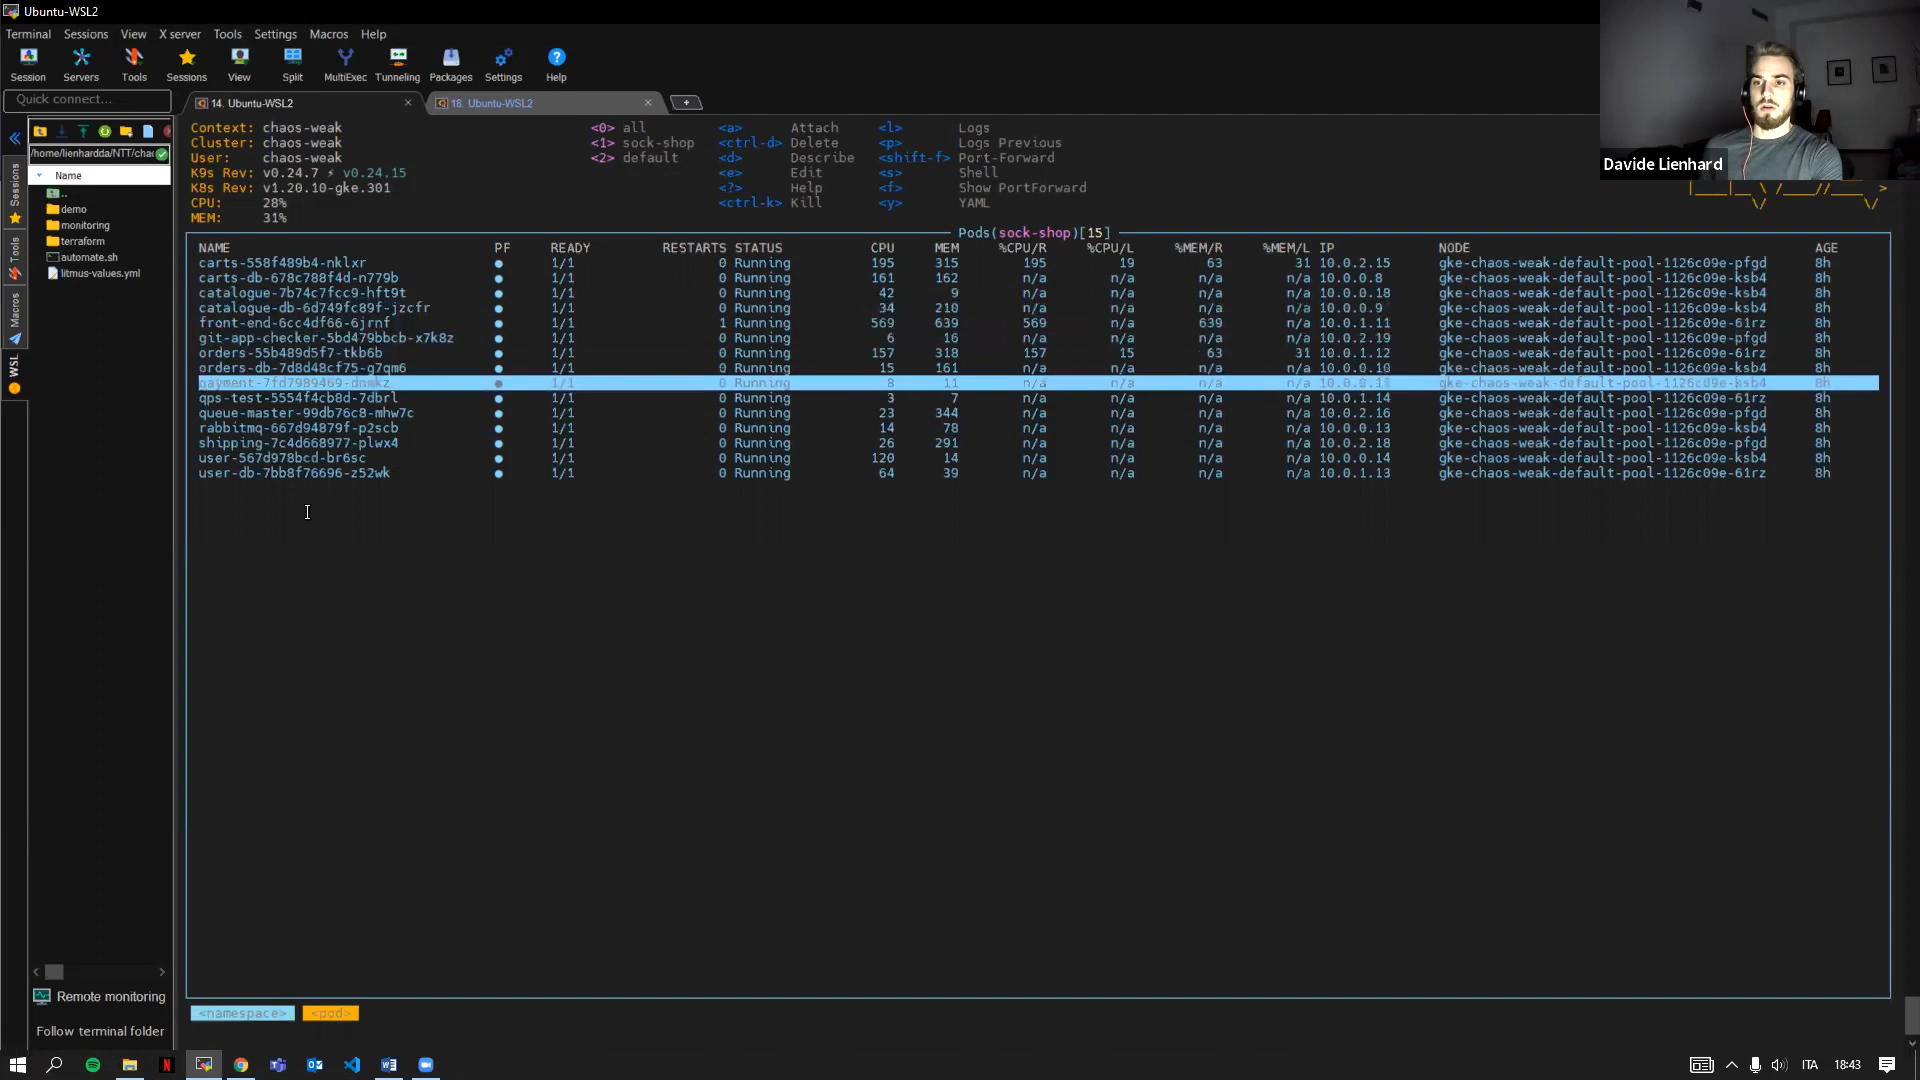 Ubuntu-WSL2
Terminal Sessions View X server Tools Settings Macros Help
Session Servers Tools Sessions View Split MultiExec Tunneling Packages Settings Help
Quick connect...
14. Ubuntu-WSL2
18. Ubuntu-WSL2
/home/lienhardda/NTT/chac
Name
..
demo
monitoring
terraform
automate.sh
litmus-values.yml
Sessions
Tools
Macros
WSL
Context: chaos-weak <0> all <a> Attach <l> Logs
Cluster: chaos-weak <1> sock-shop <ctrl-d> Delete <p> Logs Previous
User: chaos-weak <2> default <d> Describe <shift-f> Port-Forward
K9s Rev: v0.24.7 ⚡ v0.24.15 <e> Edit <s> Shell
K8s Rev: v1.20.10-gke.301 <?> Help <f> Show PortForward
CPU: 28% <ctrl-k> Kill <y> YAML
MEM: 31%
Davide Lienhard
Pods(sock-shop)[15]
NAME PF READY RESTARTS STATUS CPU MEM %CPU/R %CPU/L %MEM/R %MEM/L IP NODE AGE
carts-558f489b4-nklxr ● 1/1 0 Running 195 315 195 19 63 31 10.0.2.15 gke-chaos-weak-default-pool-1126c09e-pfgd 8h
carts-db-678c788f4d-n779b ● 1/1 0 Running 161 162 n/a n/a n/a n/a 10.0.0.8 gke-chaos-weak-default-pool-1126c09e-ksb4 8h
catalogue-7b74c7fcc9-hft9t ● 1/1 0 Running 42 9 n/a n/a n/a n/a 10.0.0.18 gke-chaos-weak-default-pool-1126c09e-ksb4 8h
catalogue-db-6d749fc89f-jzcfr ● 1/1 0 Running 34 210 n/a n/a n/a n/a 10.0.0.9 gke-chaos-weak-default-pool-1126c09e-ksb4 8h
front-end-6cc4df66-6jrnf ● 1/1 1 Running 569 639 569 n/a 639 n/a 10.0.1.11 gke-chaos-weak-default-pool-1126c09e-61rz 8h
git-app-checker-5bd479bbcb-x7k8z ● 1/1 0 Running 6 16 n/a n/a n/a n/a 10.0.2.19 gke-chaos-weak-default-pool-1126c09e-pfgd 8h
orders-55b489d5f7-tkb6b ● 1/1 0 Running 157 318 157 15 63 31 10.0.1.12 gke-chaos-weak-default-pool-1126c09e-61rz 8h
orders-db-7d8d48cf75-g7qm6 ● 1/1 0 Running 15 161 n/a n/a n/a n/a 10.0.0.10 gke-chaos-weak-default-pool-1126c09e-ksb4 8h
payment-7fd7989469-dnmkz ● 1/1 0 Running 8 11 n/a n/a n/a n/a gke-chaos-weak-default-pool-1126c09e-ksb4 8h
qps-test-5554f4cb8d-7dbrl ● 1/1 0 Running 3 7 n/a n/a n/a n/a 10.0.1.14 gke-chaos-weak-default-pool-1126c09e-61rz 8h
queue-master-99db76c8-mhw7c ● 1/1 0 Running 23 344 n/a n/a n/a n/a 10.0.2.16 gke-chaos-weak-default-pool-1126c09e-pfgd 8h
rabbitmq-667d94879f-p2scb ● 1/1 0 Running 14 78 n/a n/a n/a n/a 10.0.0.13 gke-chaos-weak-default-pool-1126c09e-ksb4 8h
shipping-7c4d668977-plwx4 ● 1/1 0 Running 26 291 n/a n/a n/a n/a 10.0.2.18 gke-chaos-weak-default-pool-1126c09e-pfgd 8h
user-567d978bcd-br6sc ● 1/1 0 Running 120 14 n/a n/a n/a n/a 10.0.0.14 gke-chaos-weak-default-pool-1126c09e-ksb4 8h
user-db-7bb8f76696-z52wk ● 1/1 0 Running 64 39 n/a n/a n/a n/a 10.0.1.13 gke-chaos-weak-default-pool-1126c09e-61rz 8h
Remote monitoring
Follow terminal folder
<namespace> <pod>
ITA 18:43